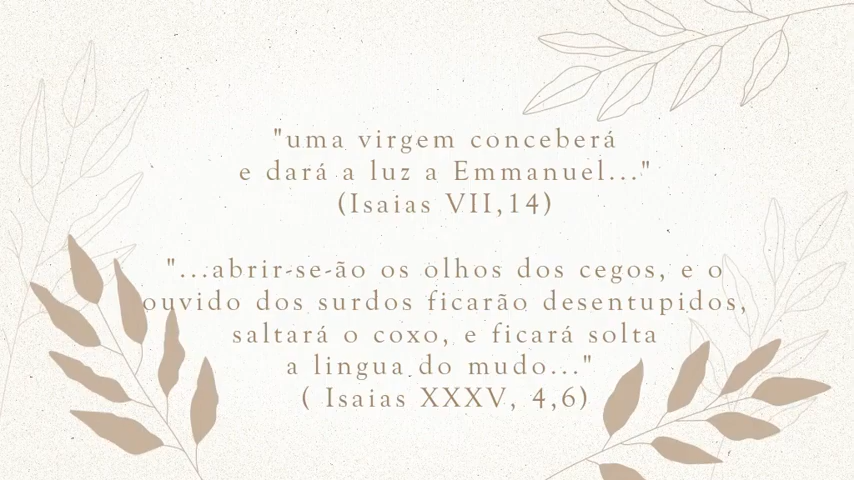 "uma virgem conceberá
e dará a luz a Emmanuel..."
(Isaias VII,14)
"...abrir-se-ão os olhos dos cegos, e o
ouvido dos surdos ficarão desentupidos,
saltará o coxo, e ficará solta
a lingua do mudo..."
( Isaias XXXV, 4,6)